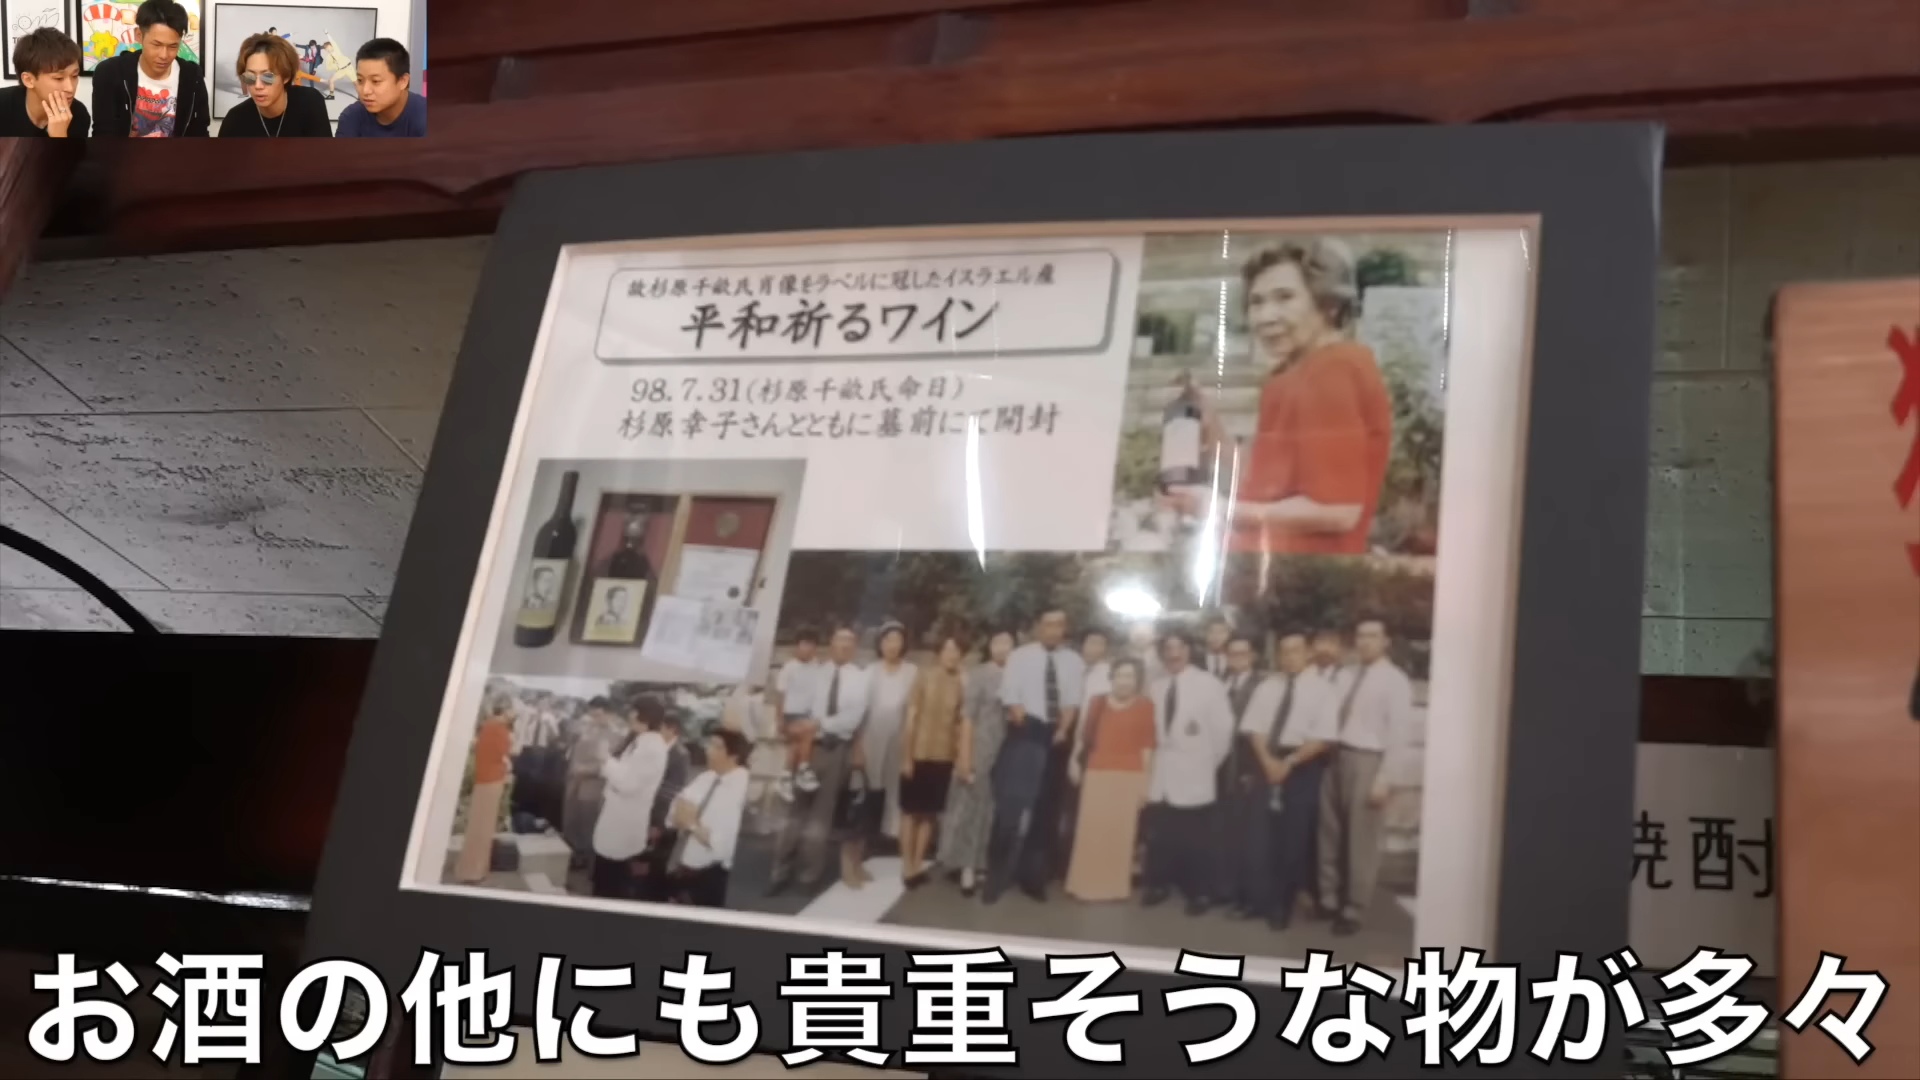 故杉原千畝氏肖像をラベルに冠したイスラエル産
平和祈るワイン
98.7.31(杉原千畝氏命日)
杉原幸子さんとともに墓前にて開封
焼酎
お酒の他にも貴重そうな物が多々